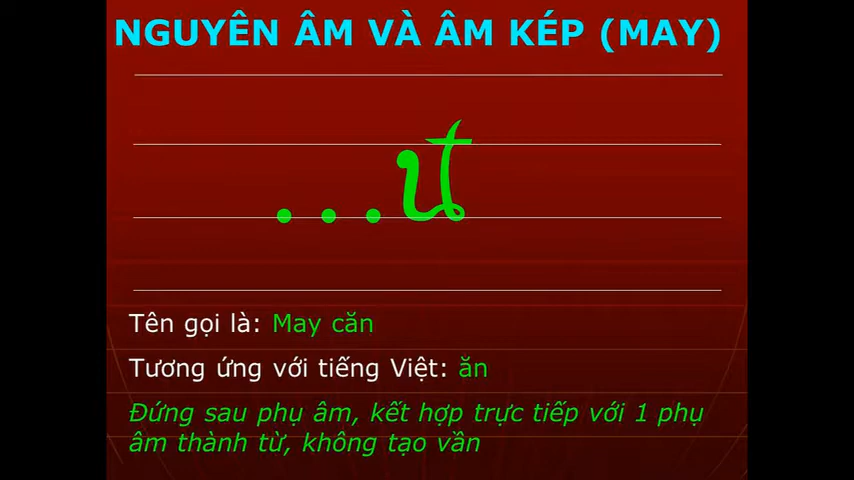 NGUYÊN ÂM VÀ ÂM KÉP (MAY)
...ꪽ
Tên gọi là: May căn
Tương ứng với tiếng Việt: ăn
Đứng sau phụ âm, kết hợp trực tiếp với 1 phụ
âm thành từ, không tạo vần